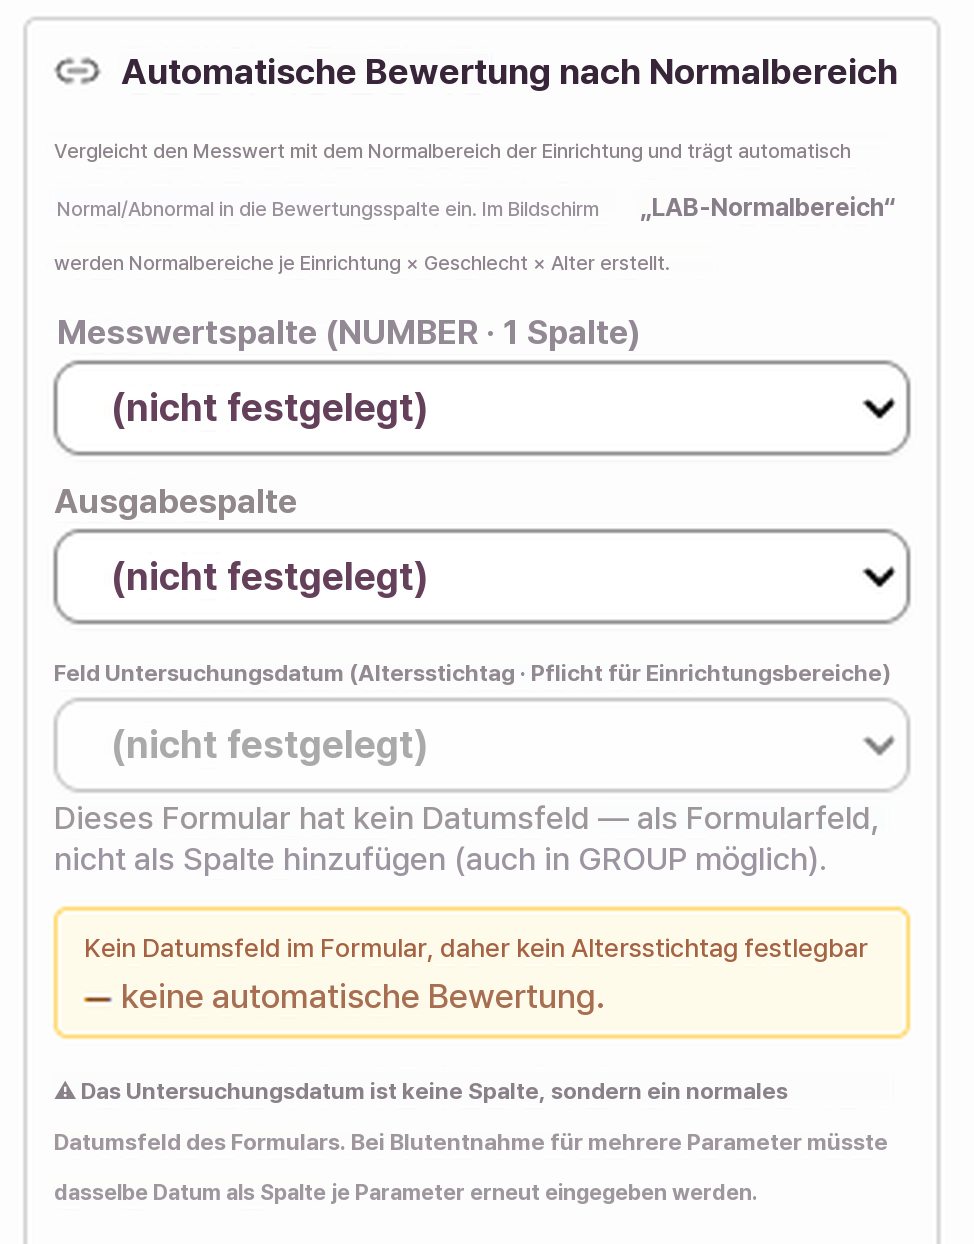 Automatische Bewertung nach Normalbereich
Vergleicht den Messwert mit dem Normalbereich der Einrichtung und trägt automatisch
Normal/Abnormal in die Bewertungsspalte ein. Im Bildschirm „LAB-Normalbereich“
werden Normalbereiche je Einrichtung × Geschlecht × Alter erstellt.
Messwertspalte (NUMBER · 1 Spalte)
(nicht festgelegt)
Ausgabespalte
(nicht festgelegt)
Feld Untersuchungsdatum (Altersstichtag · Pflicht für Einrichtungsbereiche)
(nicht festgelegt)
Dieses Formular hat kein Datumsfeld — als Formularfeld,
nicht als Spalte hinzufügen (auch in GROUP möglich).
Kein Datumsfeld im Formular, daher kein Altersstichtag festlegbar
— keine automatische Bewertung.
⚠ Das Untersuchungsdatum ist keine Spalte, sondern ein normales
Datumsfeld des Formulars. Bei Blutentnahme für mehrere Parameter müsste
dasselbe Datum als Spalte je Parameter erneut eingegeben werden.